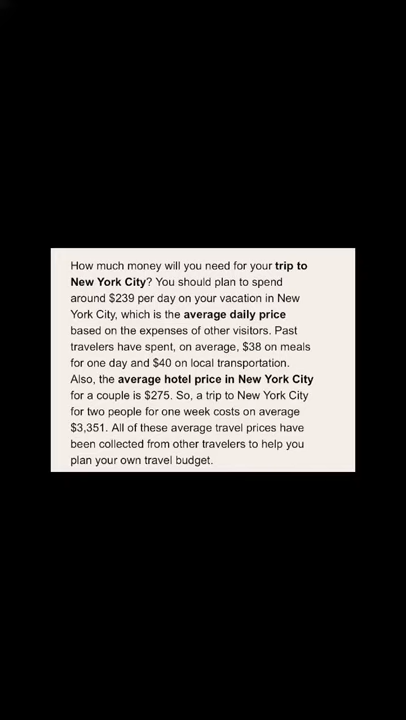 How much money will you need for your trip to
New York City? You should plan to spend
around $239 per day on your vacation in New
York City, which is the average daily price
based on the expenses of other visitors. Past
travelers have spent, on average, $38 on meals
for one day and $40 on local transportation.
Also, the average hotel price in New York City
for a couple is $275. So, a trip to New York City
for two people for one week costs on average
$3,351. All of these average travel prices have
been collected from other travelers to help you
plan your own travel budget.